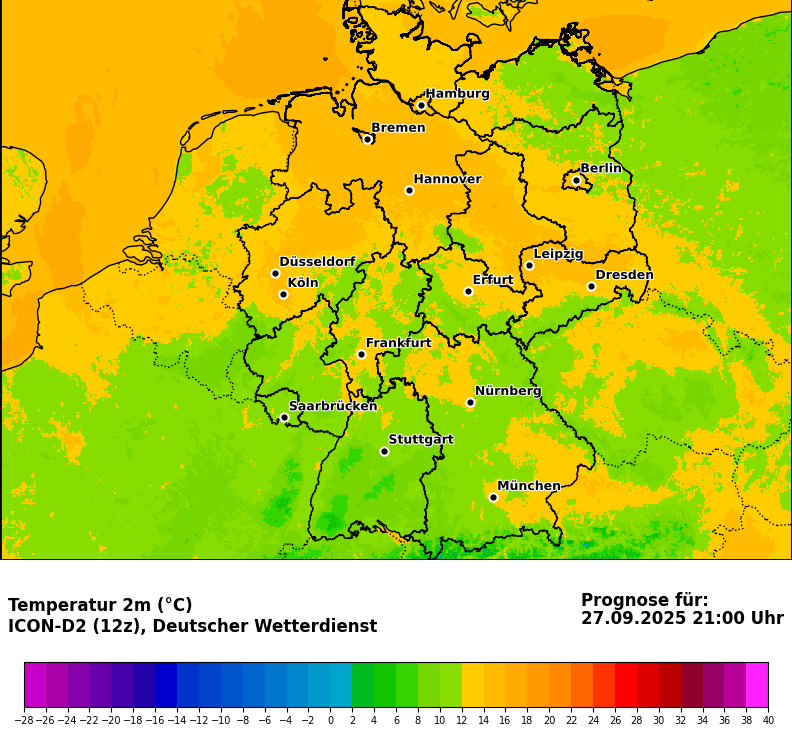 Hamburg
Bremen
Hannover
Berlin
Düsseldorf
Köln
Leipzig
Erfurt
Dresden
Frankfurt
Saarbrücken
Nürnberg
Stuttgart
München
Temperatur 2m (°C)
ICON-D2 (12z), Deutscher Wetterdienst
Prognose für:
27.09.2025 21:00 Uhr
−28 −26 −24 −22 −20 −18 −16 −14 −12 −10 −8 −6 −4 −2 0 2 4 6 8 10 12 14 16 18 20 22 24 26 28 30 32 34 36 38 40